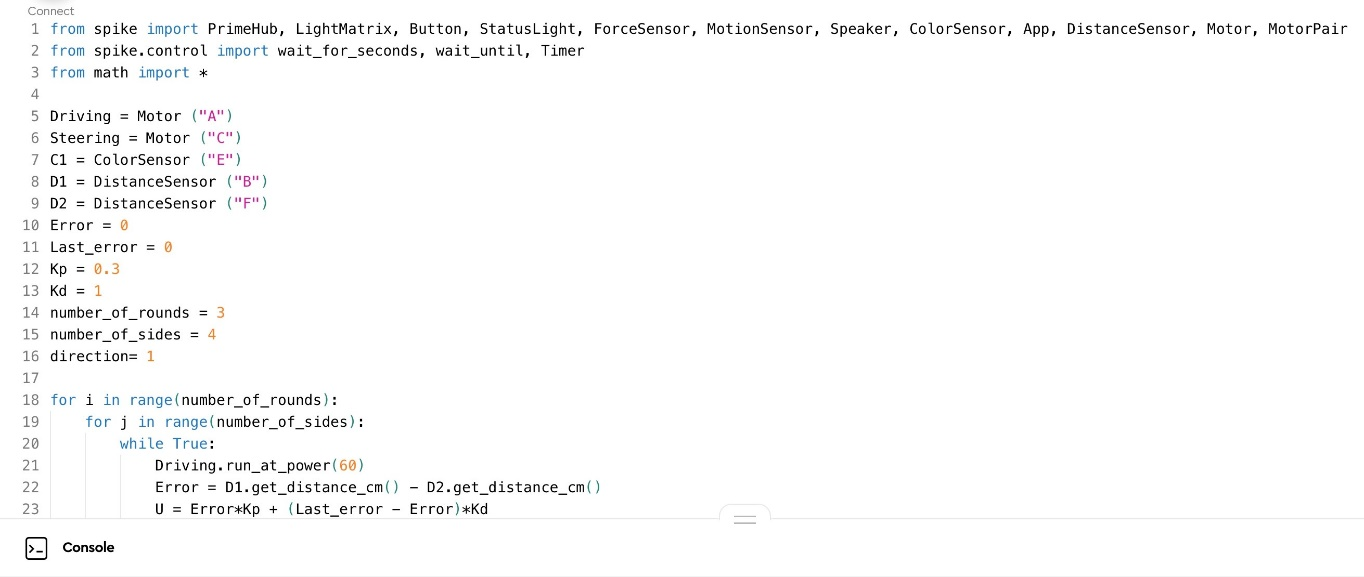 Connect
1 from spike import PrimeHub, LightMatrix, Button, StatusLight, ForceSensor, MotionSensor, Speaker, ColorSensor, App, DistanceSensor, Motor, MotorPair
2 from spike.control import wait_for_seconds, wait_until, Timer
3 from math import *
4
5 Driving = Motor ("A")
6 Steering = Motor ("C")
7 C1 = ColorSensor ("E")
8 D1 = DistanceSensor ("B")
9 D2 = DistanceSensor ("F")
10 Error = 0
11 Last_error = 0
12 Kp = 0.3
13 Kd = 1
14 number_of_rounds = 3
15 number_of_sides = 4
16 direction= 1
17
18 for i in range(number_of_rounds):
19     for j in range(number_of_sides):
20         while True:
21             Driving.run_at_power(60)
22             Error = D1.get_distance_cm() - D2.get_distance_cm()
23             U = Error*Kp + (Last_error - Error)*Kd
>_ Console